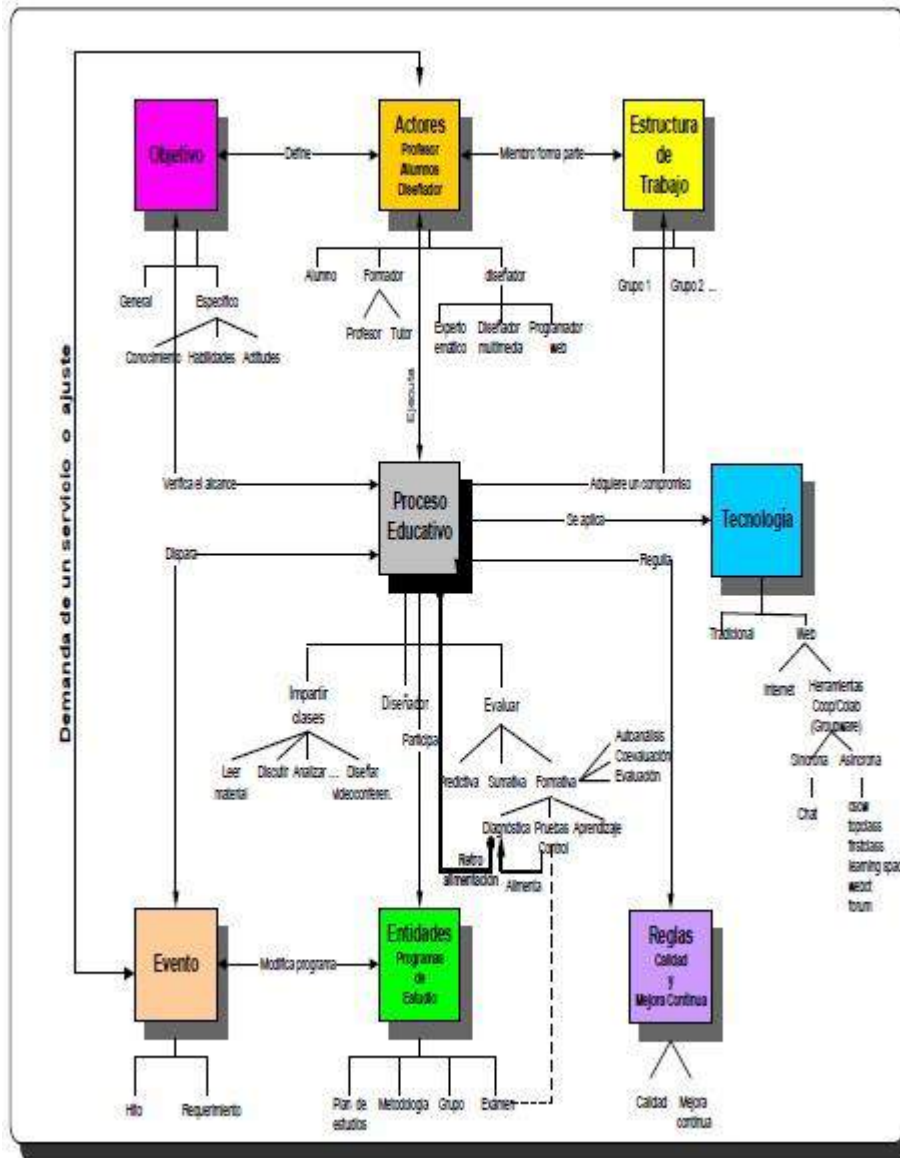 Demanda de un servicio o ajuste
Objetivo
Define
Actores
Profesor
Alumnos
Diseñador
Miembro forma parte
Estructura
de
Trabajo
General
Específico
Conocimiento
Habilidades
Actitudes
Alumno
Formador
diseñador
Profesor
Tutor
Experto
emático
Diseñador
multimedia
Programador
web
Grupo 1
Grupo 2 ...
Ejecuta
Verifica el alcance
Proceso
Educativo
Adquiere un compromiso
Se aplica
Tecnología
Dispara
Regula
Tradicional
Web
Internet
Herramientas
Coop/Colab
(Groupware)
Síncrona
Asíncrona
Chat
topclass
firstclass
learning spac
forum
Impartir
clases
Diseñador
Participa
Evaluar
Leer
material
Discutir
Analizar ...
Diseñar
videoconferen..
Predictiva
Sumativa
Formativa
Autoanálisis
Coevaluación
Evaluación
Diagnóstica
Pruebas
Control
Aprendizaje
Retro
alimentación
Alimenta
Evento
Modifica programa
Entidades
Programas
de
Estudio
Reglas
Calidad
y
Mejora Continua
Hito
Requerimiento
Plan de
estudios
Metodología
Grupo
Exámen
Calidad
Mejora
continua